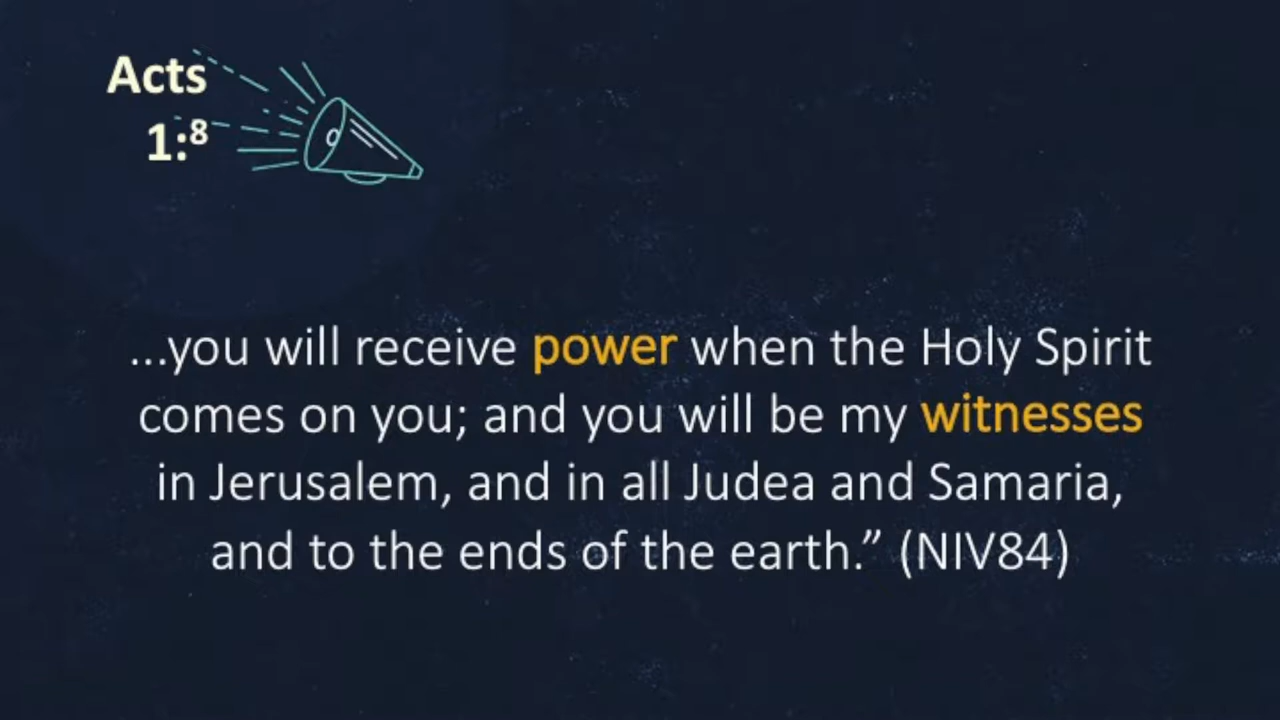 Acts
1:⁸
...you will receive power when the Holy Spirit
comes on you; and you will be my witnesses
in Jerusalem, and in all Judea and Samaria,
and to the ends of the earth.” (NIV84)